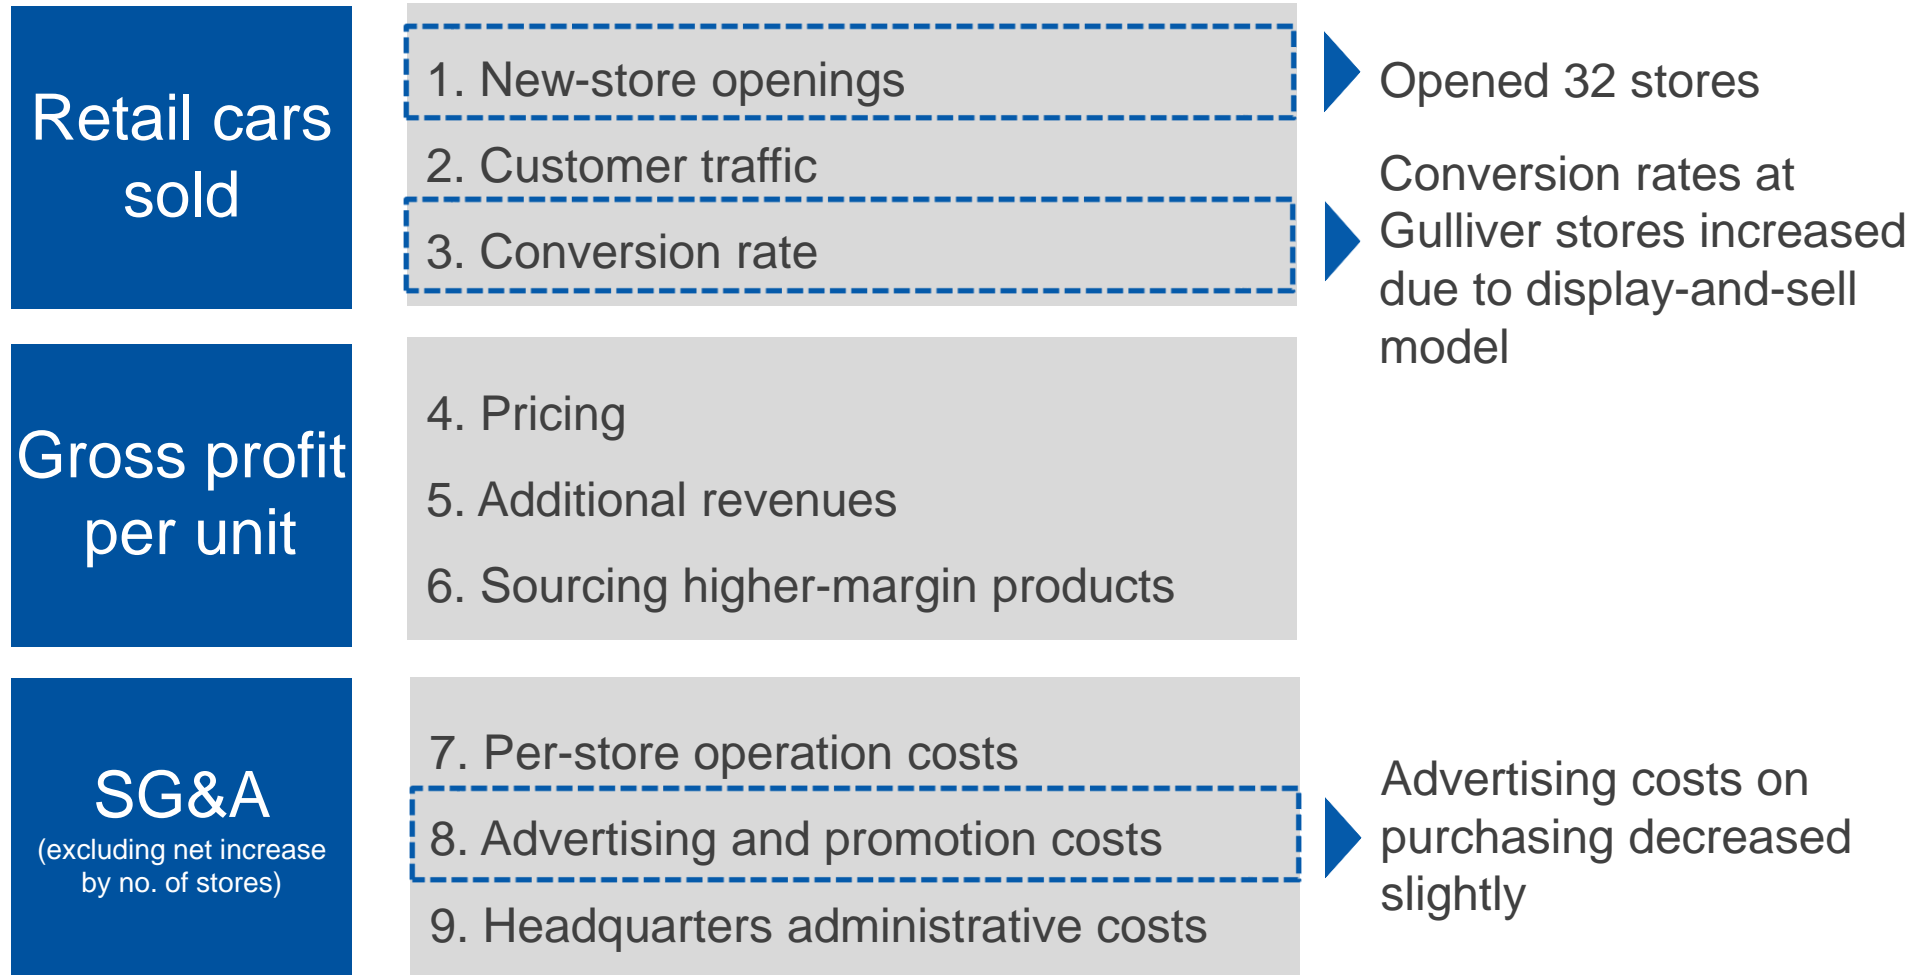 Retail cars
sold
1. New-store openings
Opened 32 stores
2. Customer traffic
3. Conversion rate
Conversion rates at
Gulliver stores increased
due to display-and-sell
model
Gross profit
per unit
4. Pricing
5. Additional revenues
6. Sourcing higher-margin products
SG&A
(excluding net increase
by no. of stores)
7. Per-store operation costs
8. Advertising and promotion costs
Advertising costs on
purchasing decreased
slightly
9. Headquarters administrative costs